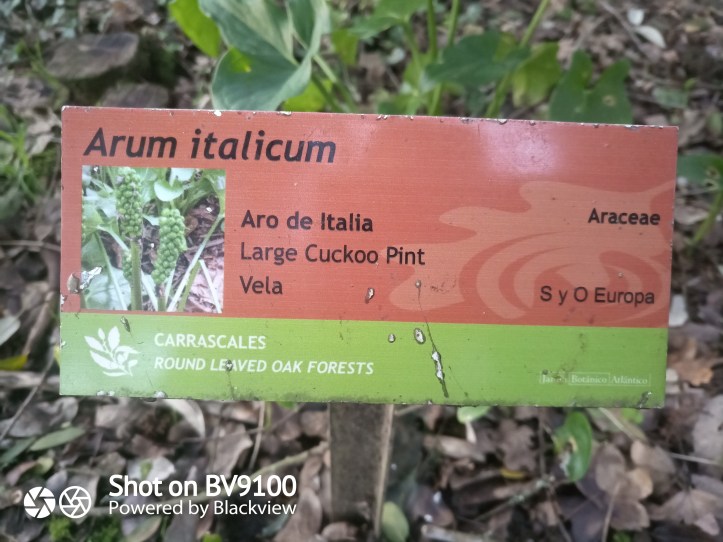 Arum italicum
Aro de Italia
Large Cuckoo Pint
Vela
Araceae
S y O Europa
CARRASCALES
ROUND LEAVED OAK FORESTS
Botánico Atlántico
Shot on BV9100
Powered by Blackview